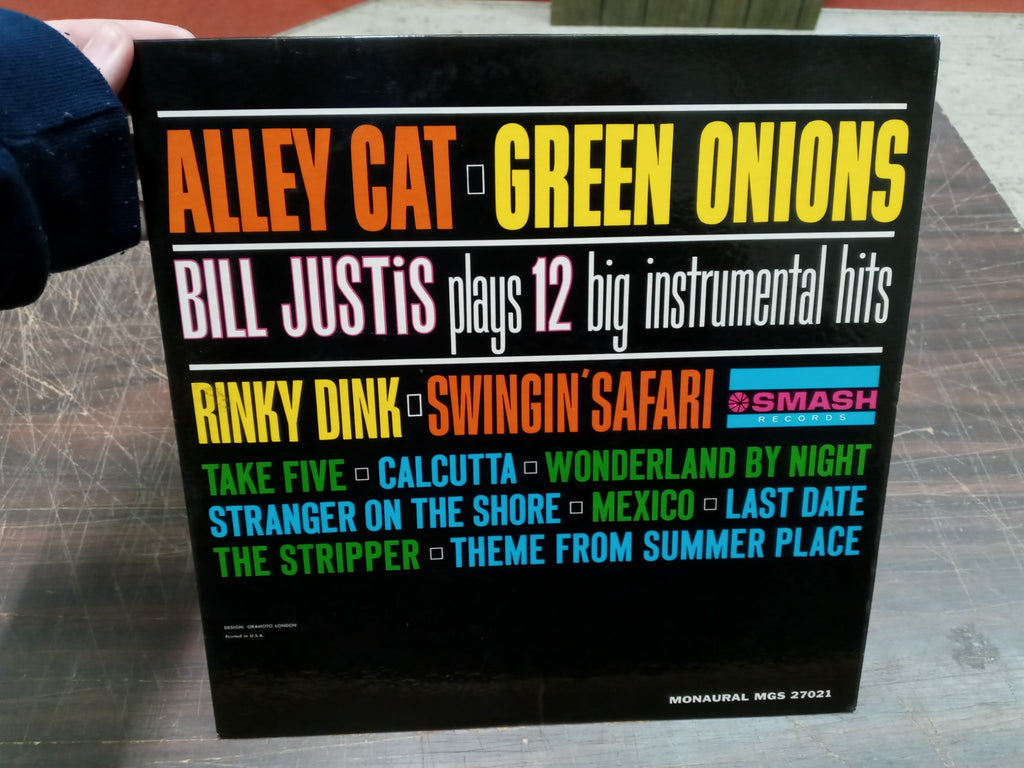 ALLEY CAT ▯ GREEN ONIONS
BILL JUSTiS plays 12 big instrumental hits
RINKY DINK ▯ SWINGIN' SAFARI
SMASH
RECORDS
TAKE FIVE ▯ CALCUTTA ▯ WONDERLAND BY NIGHT
STRANGER ON THE SHORE ▯ MEXICO ▯ LAST DATE
THE STRIPPER ▯ THEME FROM SUMMER PLACE
DESIGN: OKAMOTO LONDON
Printed in U.S.A.
MONAURAL MGS 27021